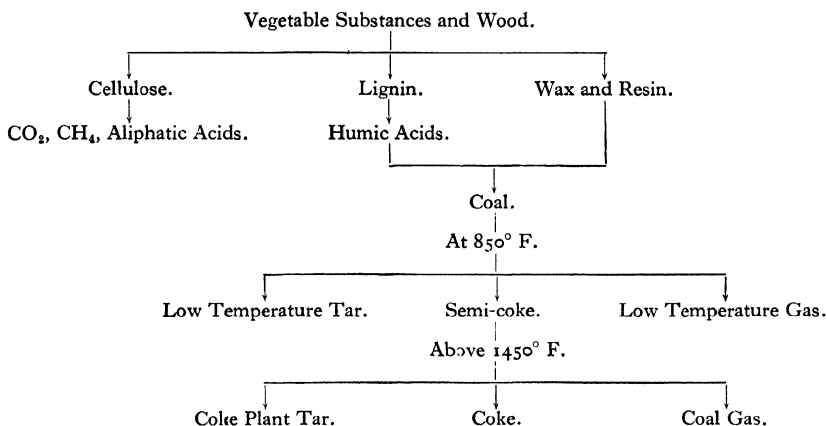 Vegetable Substances and Wood.
Cellulose. Lignin. Wax and Resin.
CO₂, CH₄, Aliphatic Acids. Humic Acids.
Coal.
At 850° F.
Low Temperature Tar. Semi-coke. Low Temperature Gas.
Above 1450° F.
Coke Plant Tar. Coke. Coal Gas.